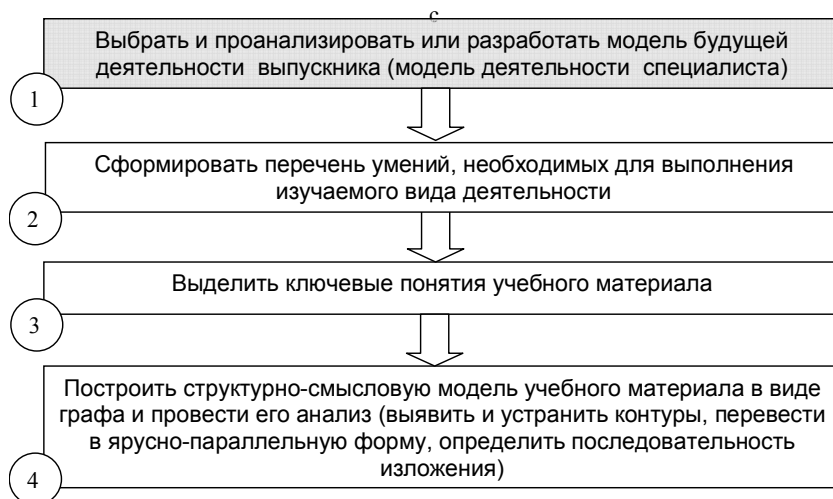 с
Выбрать и проанализировать или разработать модель будущей
деятельности выпускника (модель деятельности специалиста)
1
Сформировать перечень умений, необходимых для выполнения
изучаемого вида деятельности
2
Выделить ключевые понятия учебного материала
3
Построить структурно-смысловую модель учебного материала в виде
графа и провести его анализ (выявить и устранить контуры, перевести
в ярусно-параллельную форму, определить последовательность
изложения)
4